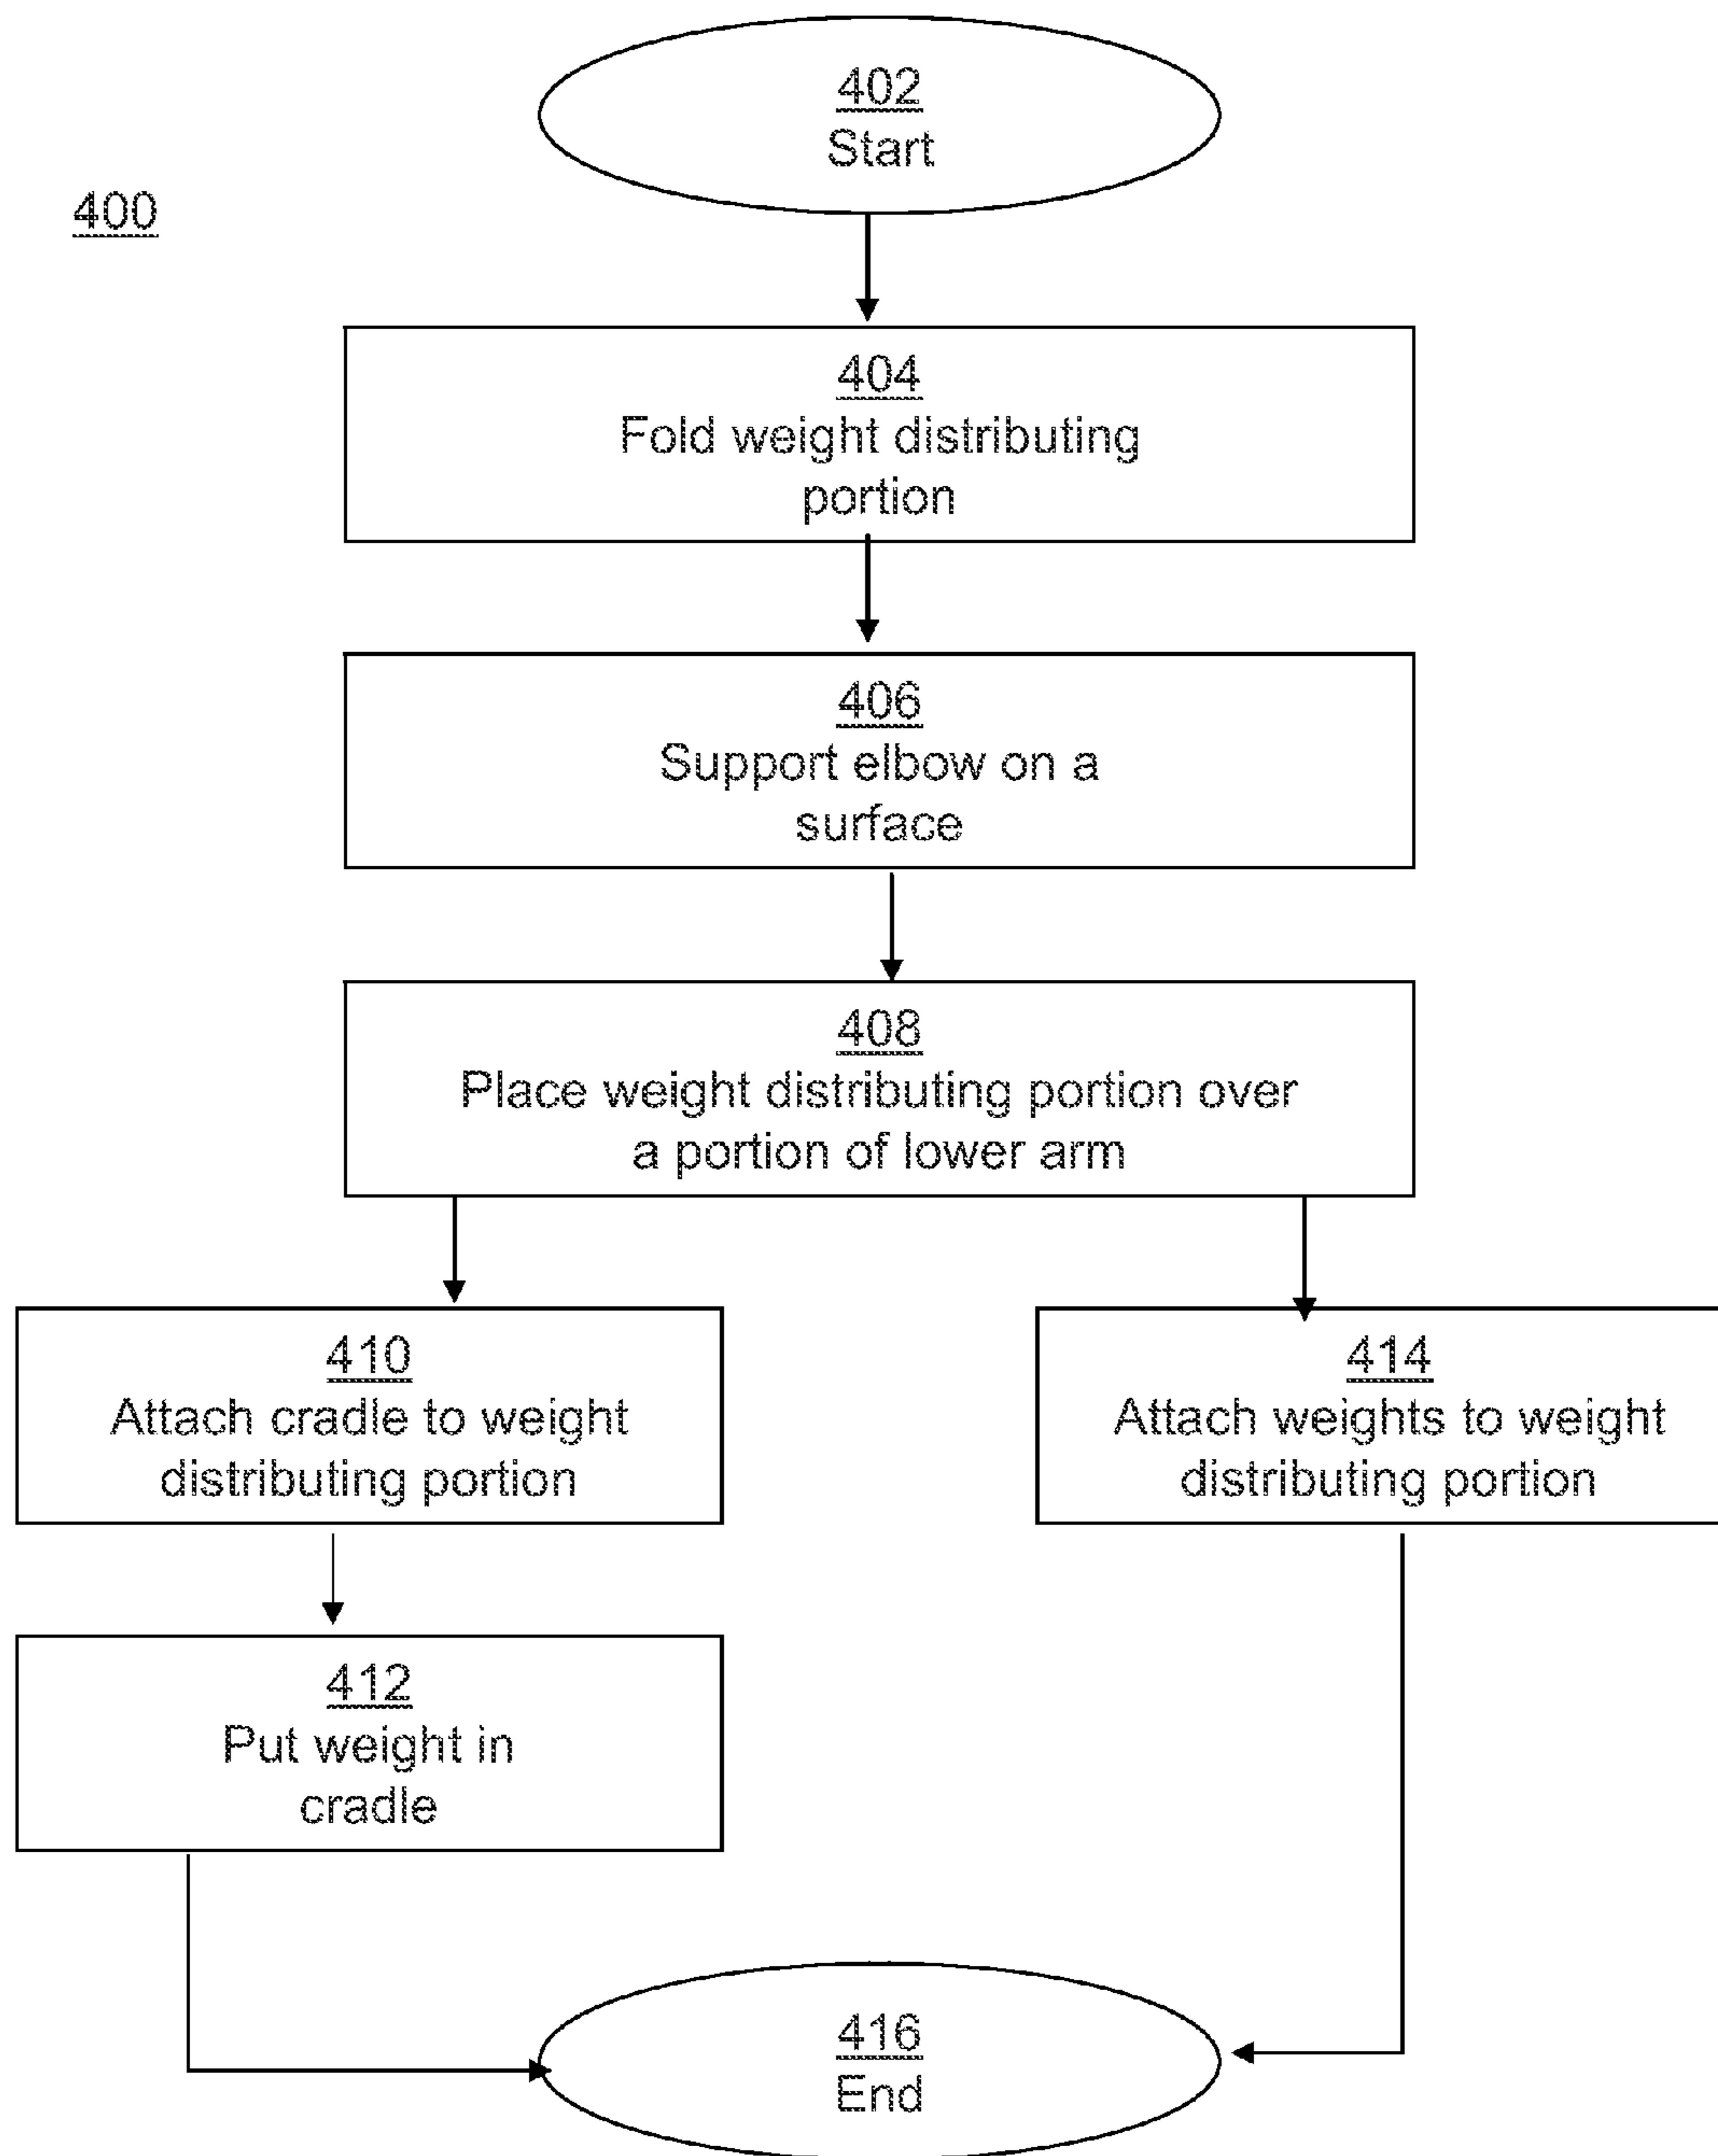 402
Start
400
404
Fold weight distributing
portion
406
Support elbow on a
surface
408
Place weight distributing portion over
a portion of lower arm
410
Attach cradle to weight
distributing portion
414
Attach weights to weight
distributing portion
412
Put weight in
cradle
416
End